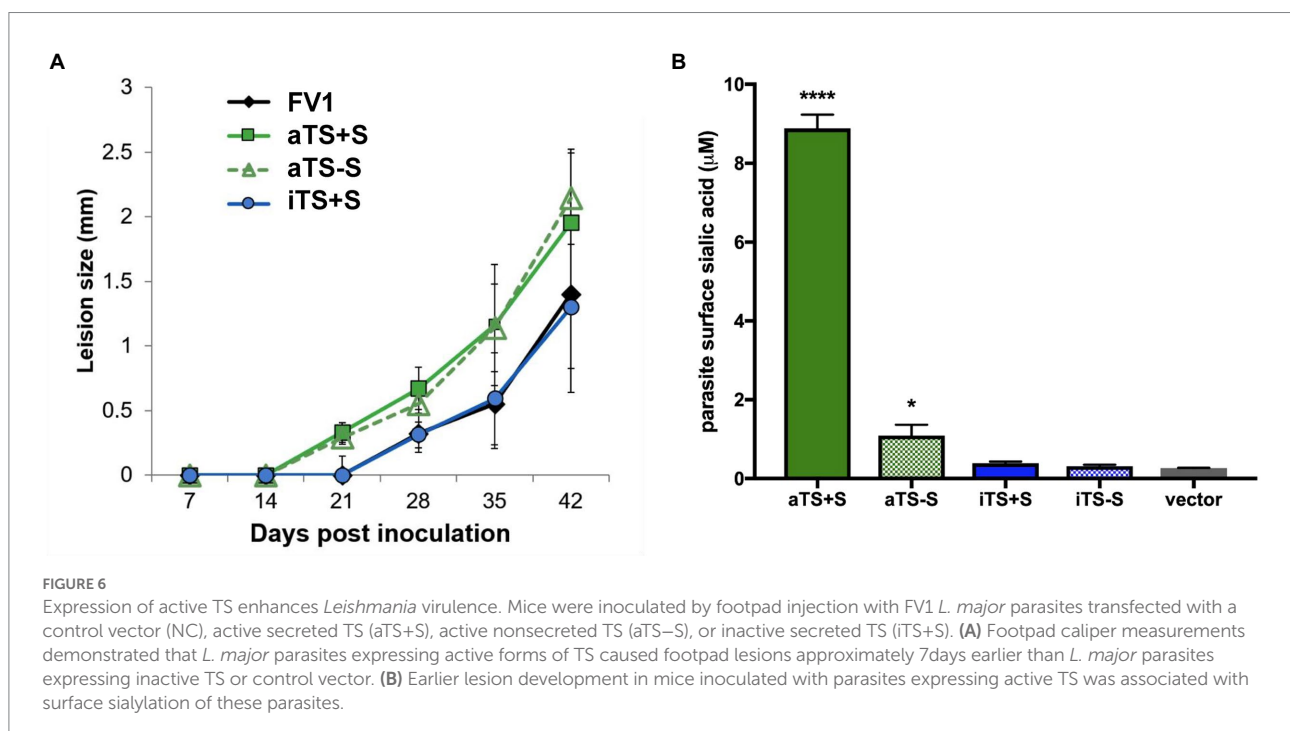 A
3
2.5
2
1.5
1
0.5
0
Leision size (mm)
FV1
aTS+S
aTS-S
iTS+S
7 14 21 28 35 42
Days post inoculation
B
10
8
6
4
2
0
parasite surface sialic acid (μM)
****
*
aTS+S aTS-S iTS+S iTS-S vector
FIGURE 6
Expression of active TS enhances Leishmania virulence. Mice were inoculated by footpad injection with FV1 L. major parasites transfected with a
control vector (NC), active secreted TS (aTS+S), active nonsecreted TS (aTS−S), or inactive secreted TS (iTS+S). (A) Footpad caliper measurements
demonstrated that L. major parasites expressing active forms of TS caused footpad lesions approximately 7days earlier than L. major parasites
expressing inactive TS or control vector. (B) Earlier lesion development in mice inoculated with parasites expressing active TS was associated with
surface sialylation of these parasites.